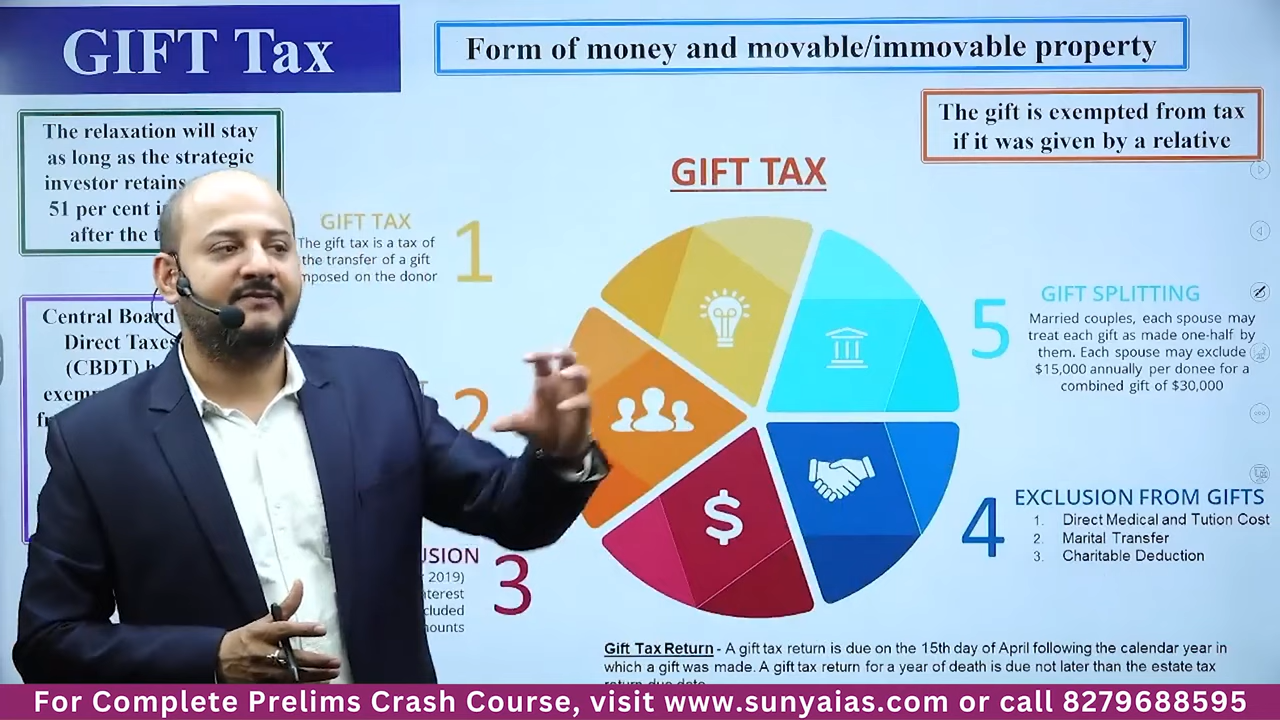 GIFT Tax
Form of money and movable/immovable property
The relaxation will stay
as long as the strategic
investor retains
51 per cent
after the
The gift is exempted from tax
if it was given by a relative
GIFT TAX
GIFT TAX
The gift tax is a tax of
the transfer of a gift
mposed on the donor
1
Central Board
Direct Taxes
(CBDT)
exem
2
USION
2019)
nterest
cluded
ounts
3
5
GIFT SPLITTING
Married couples, each spouse may
treat each gift as made one-half by
them. Each spouse may exclude
$15,000 annually per donee for a
combined gift of $30,000
4
EXCLUSION FROM GIFTS
1. Direct Medical and Tution Cost
2. Marital Transfer
3. Charitable Deduction
$
Gift Tax Return - A gift tax return is due on the 15th day of April following the calendar year in
which a gift was made. A gift tax return for a year of death is due not later than the estate tax
return due date
For Complete Prelims Crash Course, visit www.sunyaias.com or call 8279688595